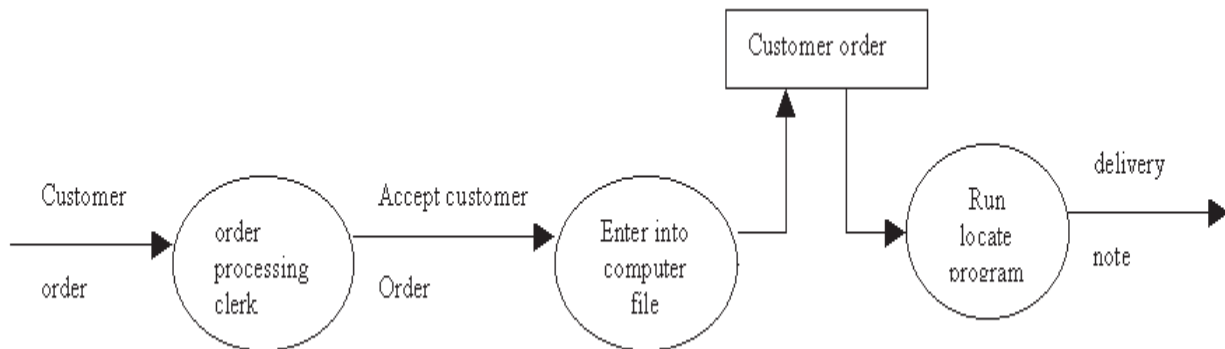 Customer order
Customer
order
order
processing
clerk
Accept customer
Order
Enter into
computer
file
Run
locate
program
delivery
note